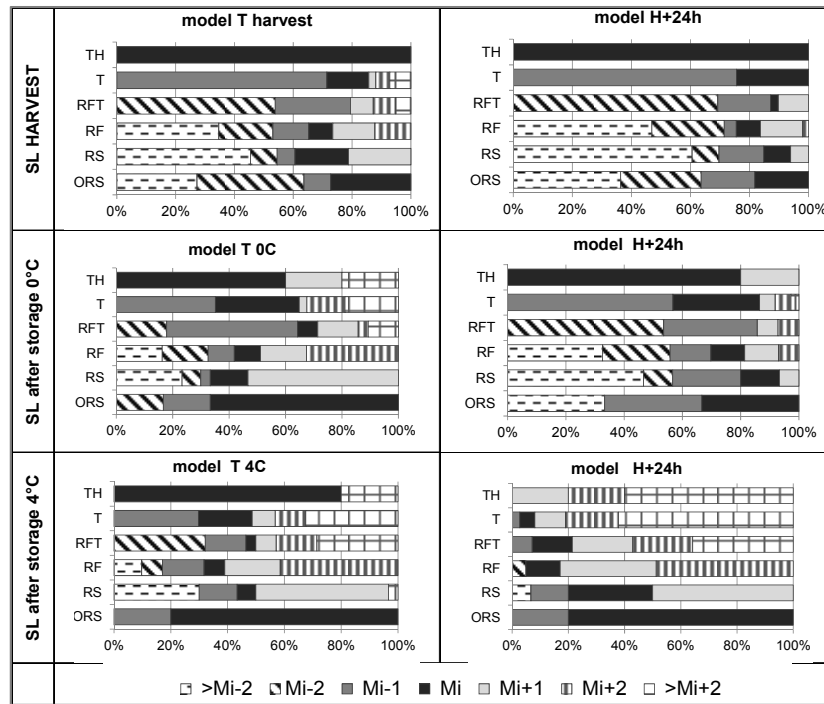 model T harvest
model H+24h
SL HARVEST
TH
T
RFT
RF
RS
ORS
0% 20% 40% 60% 80% 100%
0% 20% 40% 60% 80% 100%
TH
T
RFT
RF
RS
ORS
model T 0C
model H+24h
SL after storage 0°C
TH
T
RFT
RF
RS
ORS
0% 20% 40% 60% 80% 100%
TH
T
RFT
RF
RS
ORS
0% 20% 40% 60% 80% 100%
model T 4C
model H+24h
SL after storage 4°C
TH
T
RFT
RF
RS
ORS
0% 20% 40% 60% 80% 100%
TH
T
RFT
RF
RS
ORS
0% 20% 40% 60% 80% 100%
>Mi-2 Mi-2 Mi-1 Mi Mi+1 Mi+2 >Mi+2